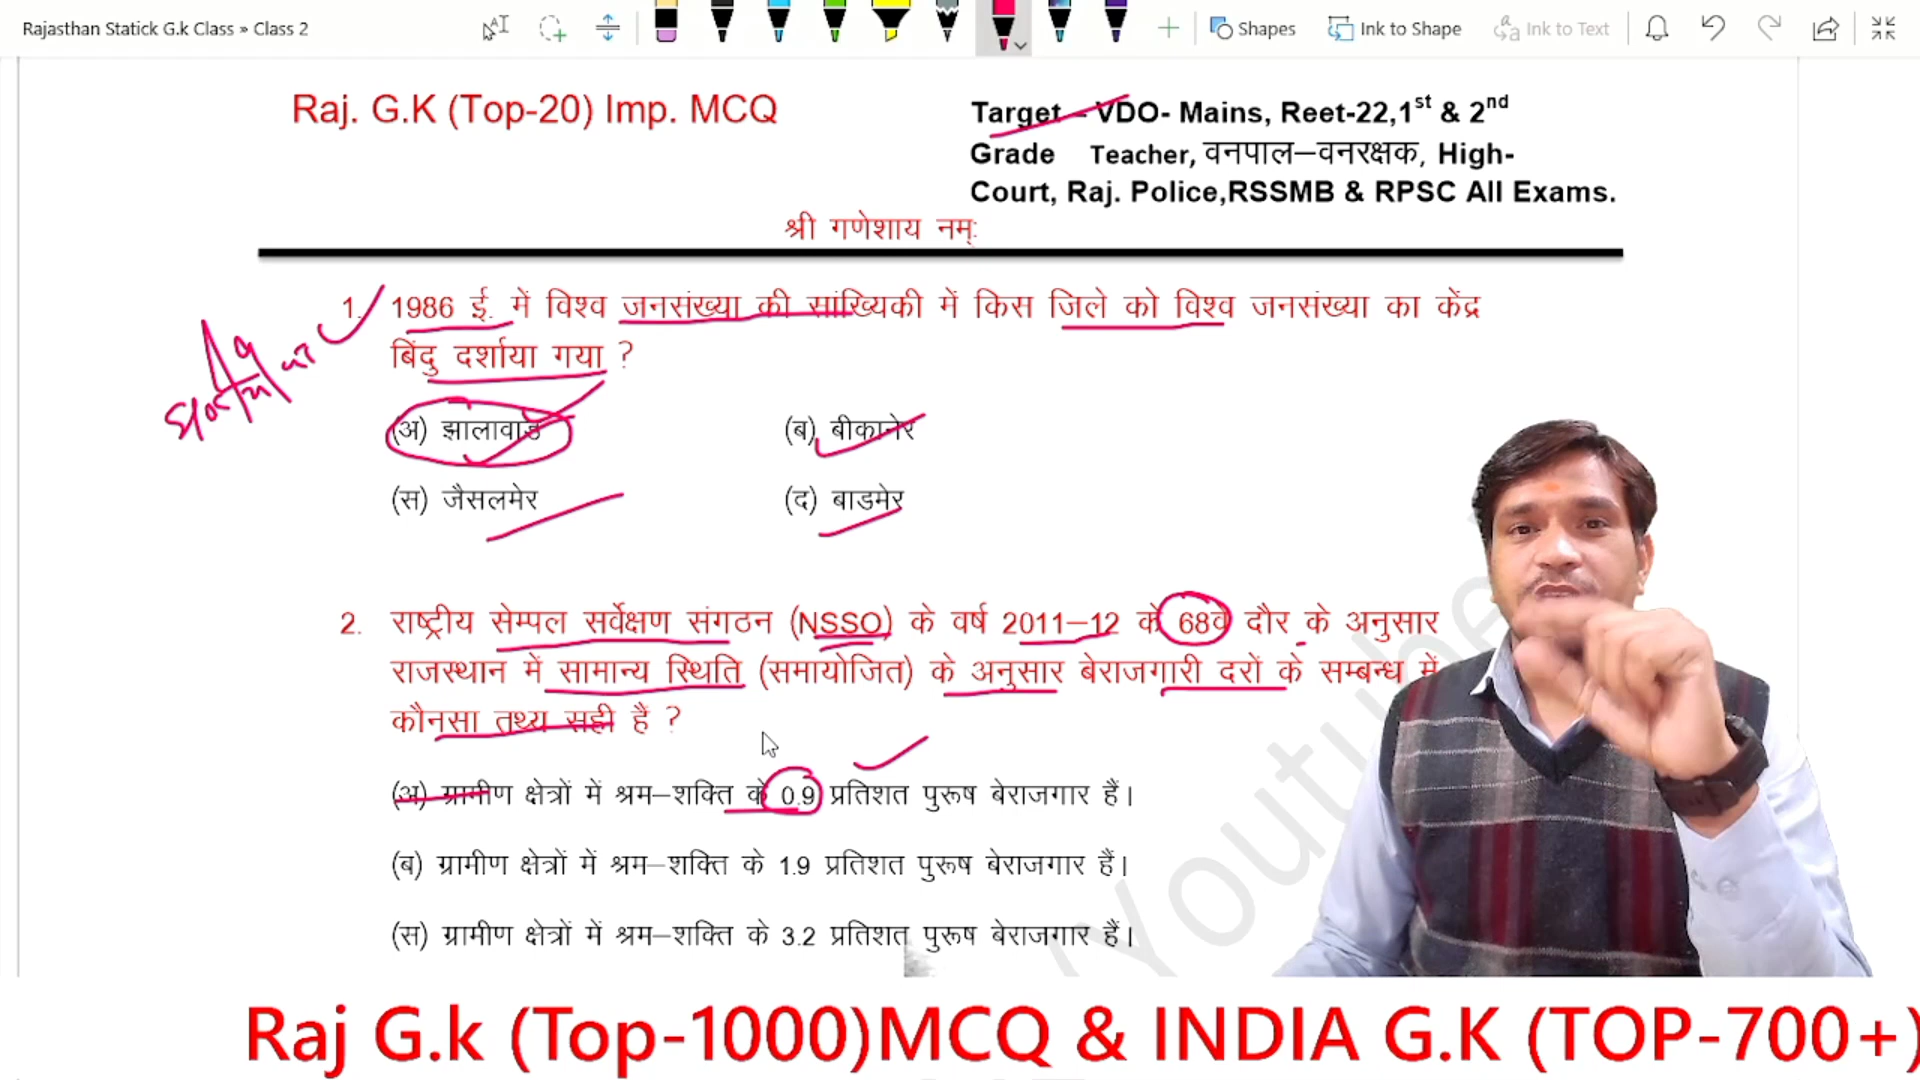 Rajasthan Statick G.k Class » Class 2
Shapes
Ink to Shape
Ink to Text
Raj. G.K (Top-20) Imp. MCQ
Target – VDO- Mains, Reet-22,1st & 2nd
Grade Teacher, वनपाल–वनरक्षक, High-
Court, Raj. Police,RSSMB & RPSC All Exams.
श्री गणेशाय नम्ः
1. 1986 ई. में विश्व जनसंख्या की सांख्यिकी में किस जिले को विश्व जनसंख्या का केंद्र
बिंदु दर्शाया गया ?
(अ) झालावाड (ब) बीकानेर
(स) जैसलमेर (द) बाडमेर
2. राष्ट्रीय सेम्पल सर्वेक्षण संगठन (NSSO) के वर्ष 2011–12 के 68वें दौर के अनुसार
राजस्थान में सामान्य स्थिति (समायोजित) के अनुसार बेराजगारी दरों के सम्बन्ध में
कौनसा तथ्य सही हैं ?
(अ) ग्रामीण क्षेत्रों में श्रम–शक्ति के 0.9 प्रतिशत पुरूष बेराजगार हैं।
(ब) ग्रामीण क्षेत्रों में श्रम–शक्ति के 1.9 प्रतिशत पुरूष बेराजगार हैं।
(स) ग्रामीण क्षेत्रों में श्रम–शक्ति के 3.2 प्रतिशत पुरूष बेराजगार हैं।
Raj G.k (Top-1000)MCQ & INDIA G.K (TOP-700+)